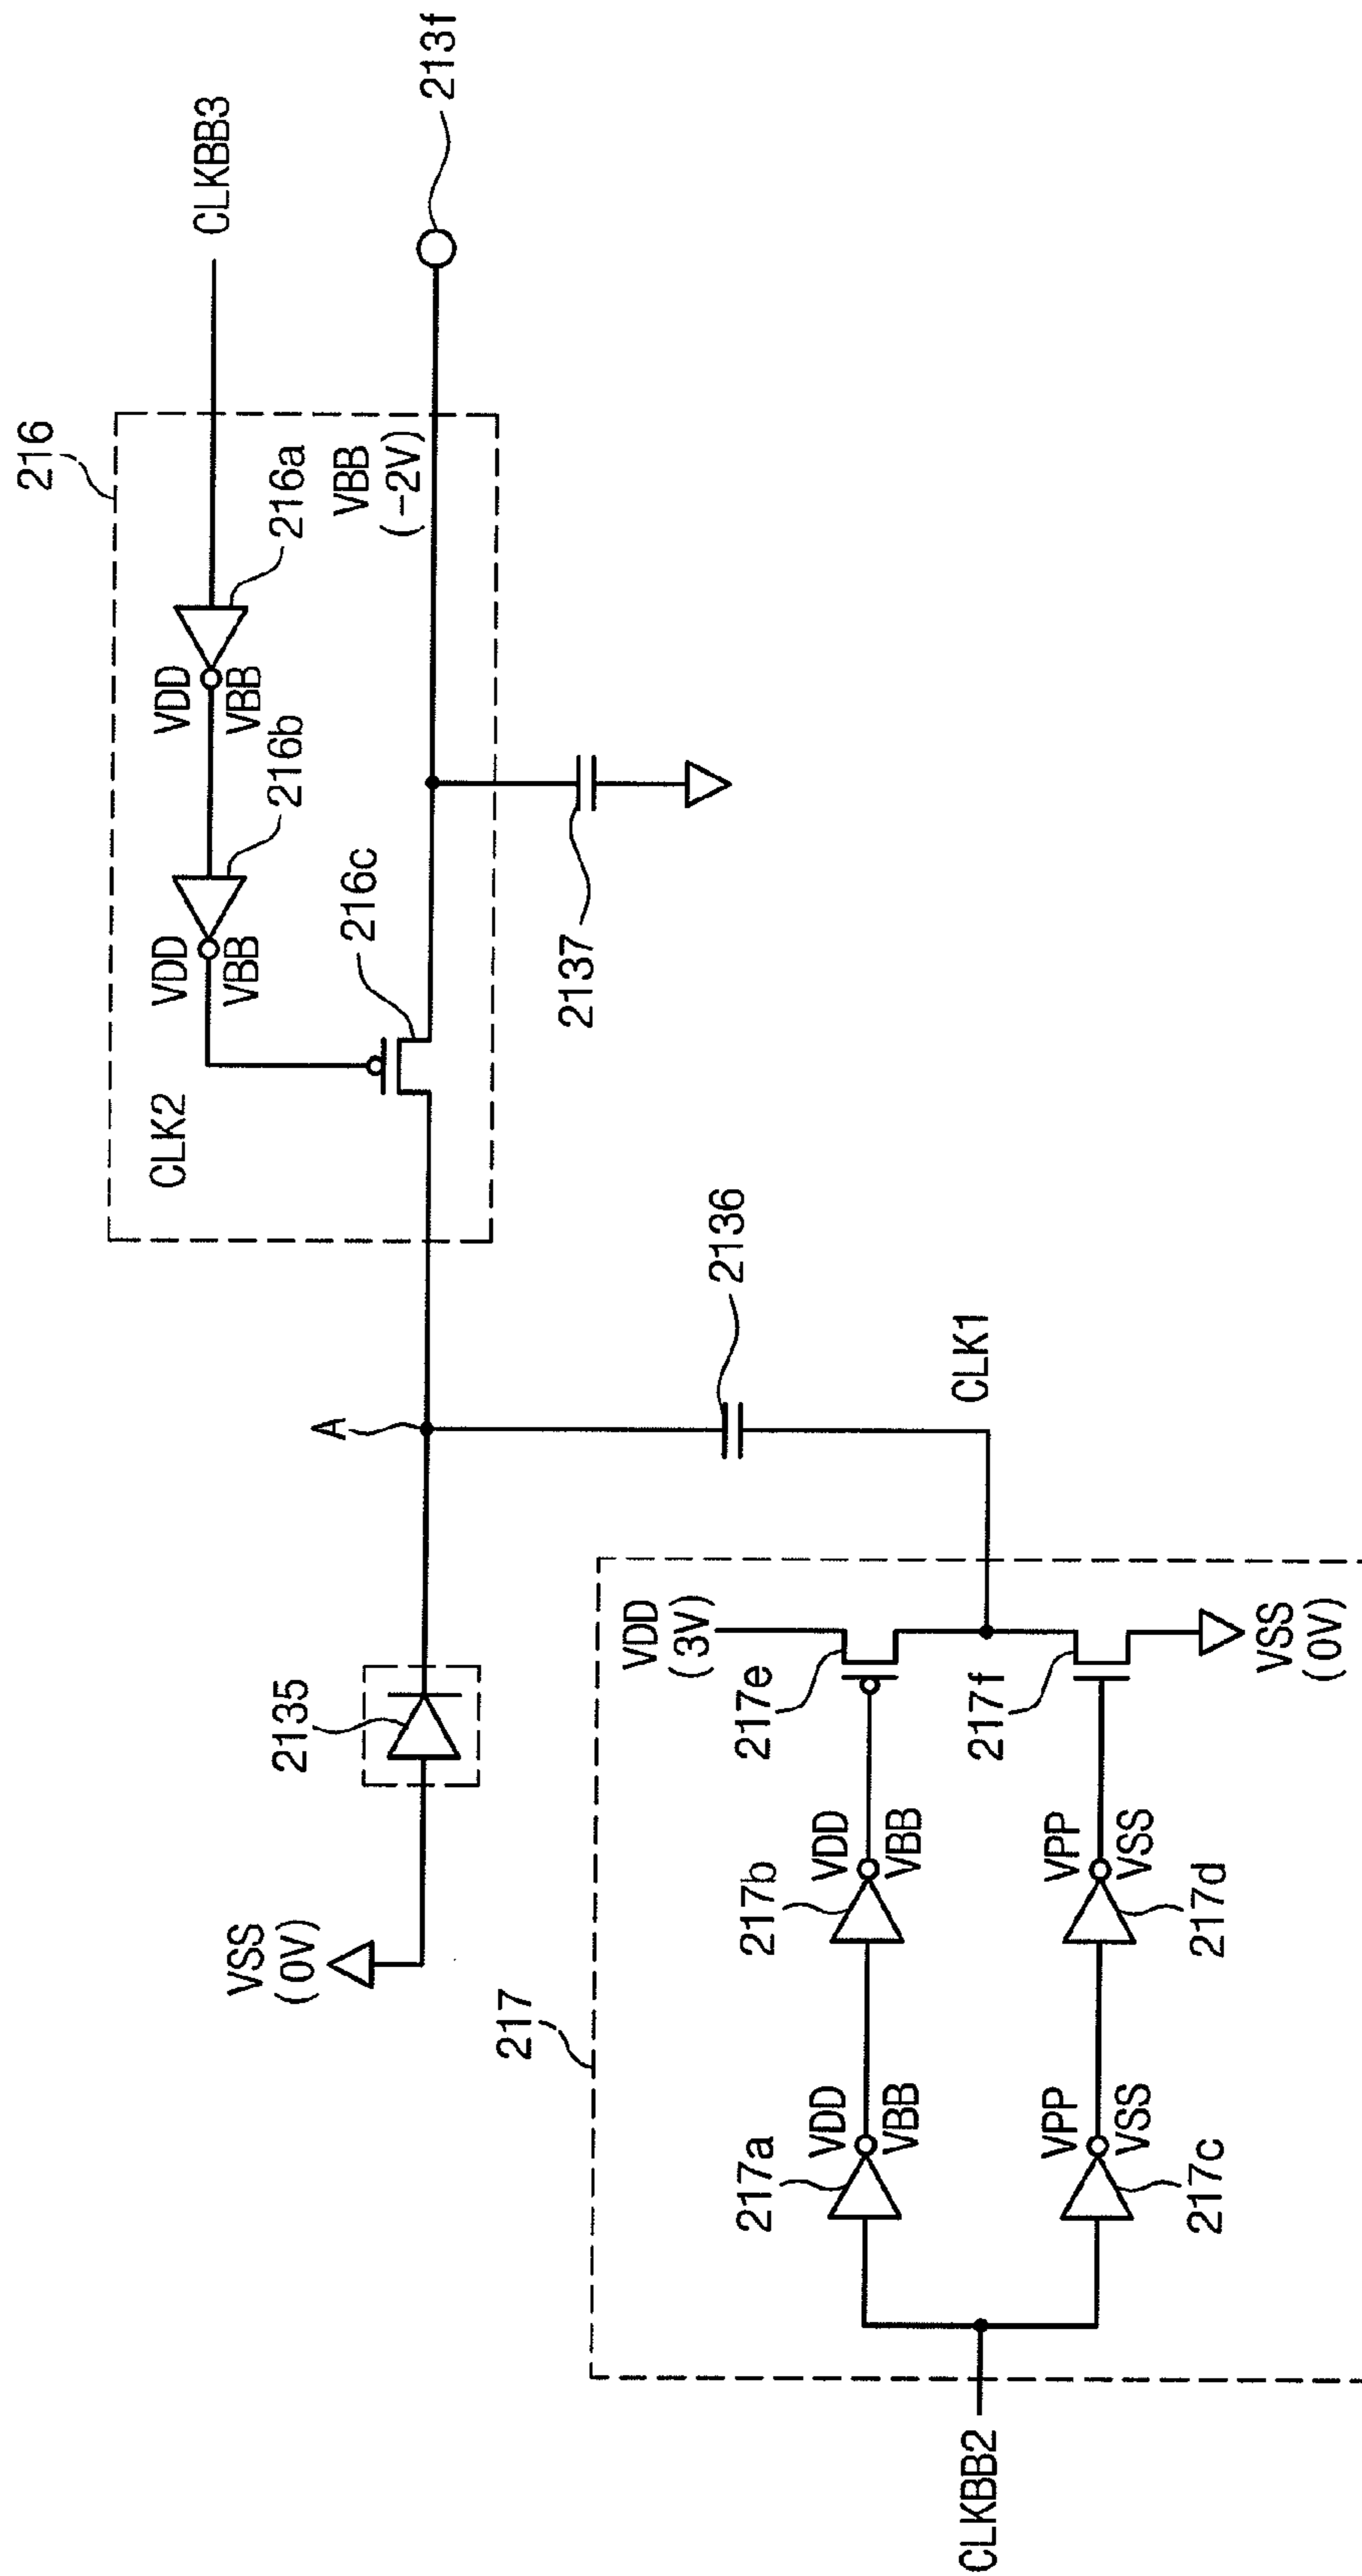 216
CLKBB3
213f
VDD
VBB
216a
VDD
VBB
216b
CLK2
216c
VBB
(-2V)
2137
A
2136
CLK1
2135
VSS
(0V)
217
VDD
(3V)
217e
217b
VDD
VBB
217a
VDD
VBB
217f
VSS
(0V)
VPP
VSS
217d
VPP
VSS
217c
CLKBB2